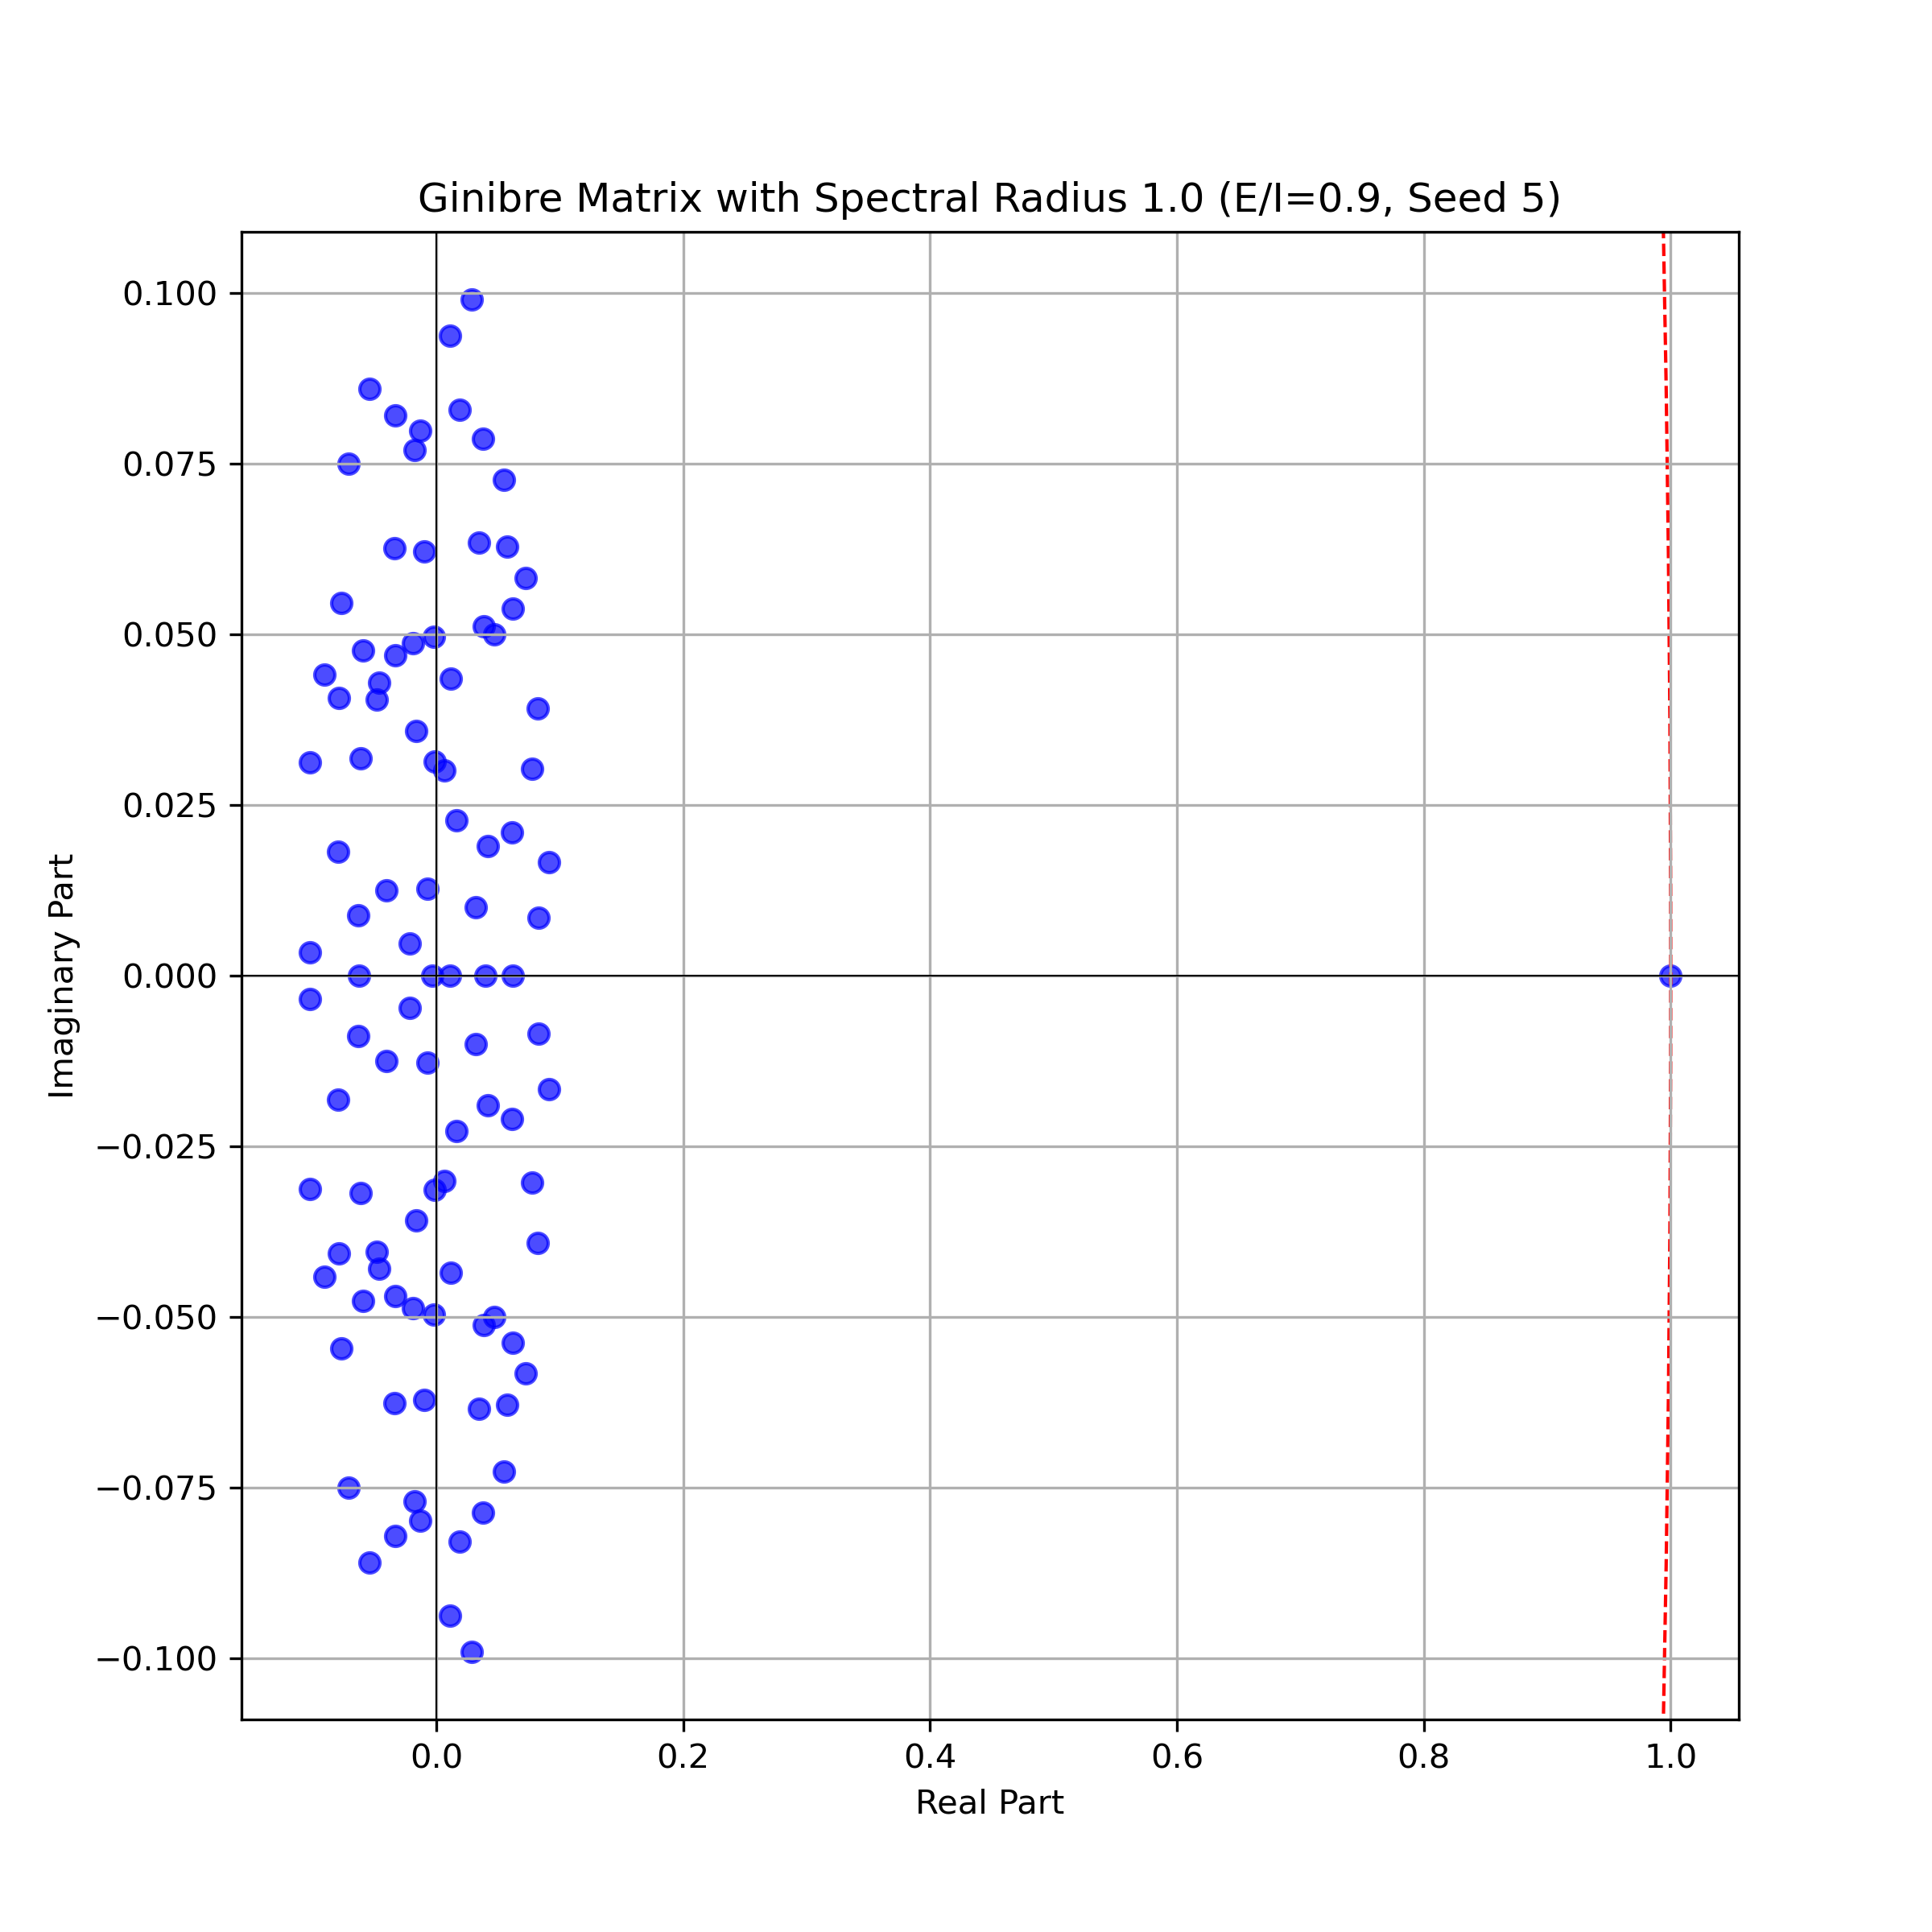 Ginibre Matrix with Spectral Radius 1.0 (E/I=0.9, Seed 5)
0.100
0.075
0.050
0.025
0.000
−0.025
−0.050
−0.075
−0.100
Imaginary Part
0.0 0.2 0.4 0.6 0.8 1.0
Real Part